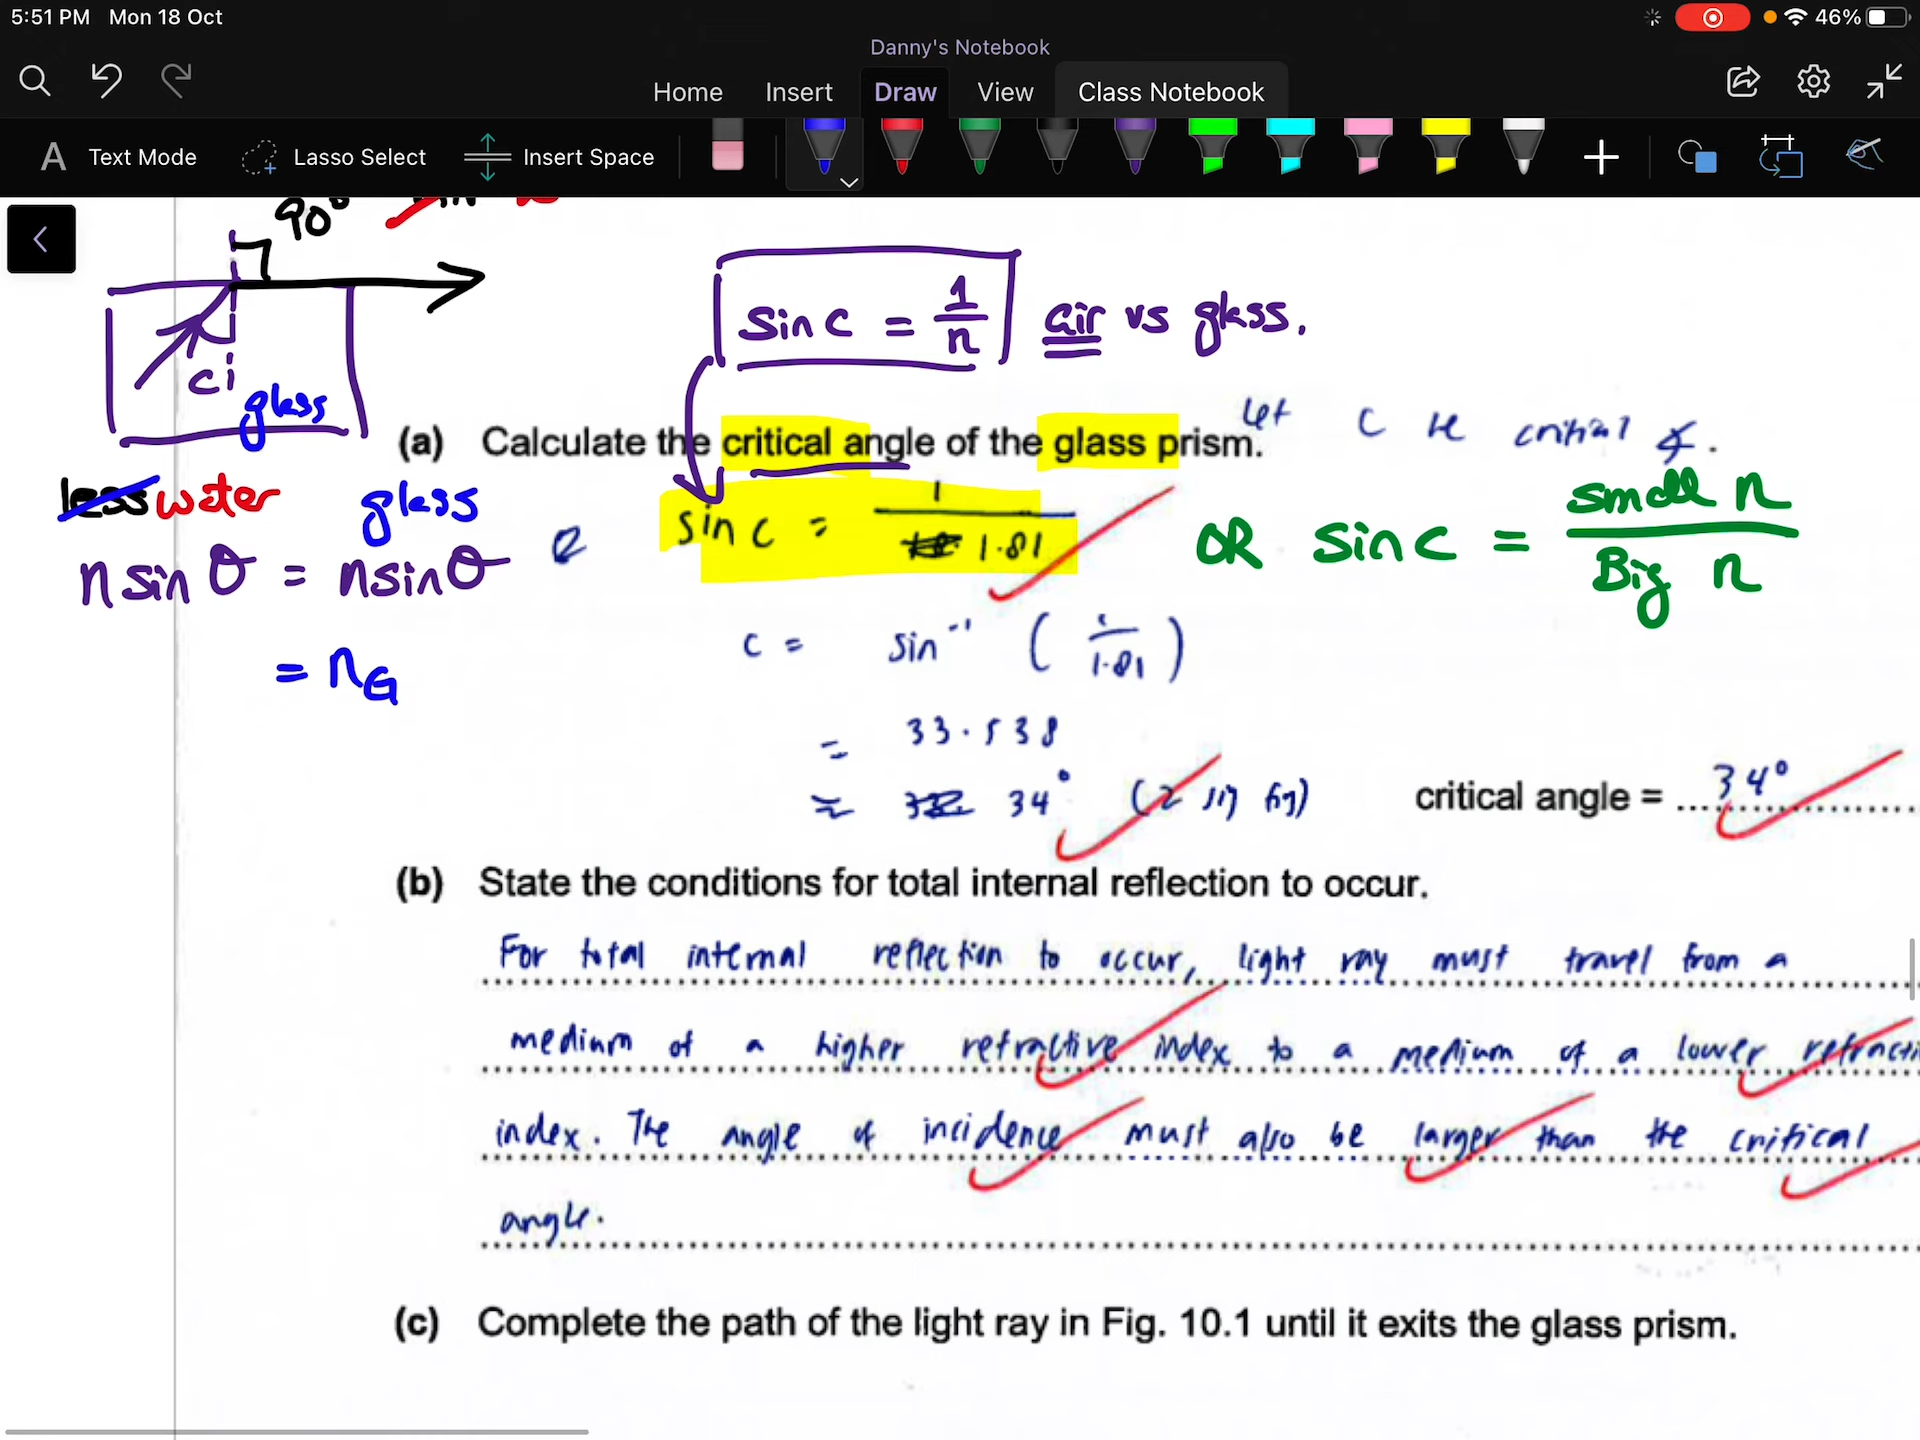 5:51 PM Mon 18 Oct
46%
Danny's Notebook
Home Insert Draw View Class Notebook
A Text Mode Lasso Select Insert Space
90°
sin c = 1/n air vs glass.
ci
glass
let c be critical ∡.
(a) Calculate the critical angle of the glass prism.
less water glass
sin c = 1/1.81
OR sin c = small n/Big n
n sin θ = n sin θ
c = sin⁻¹ (1/1.81)
= nG
= 33.538
≈ 34° (2 sig fig)
critical angle = 34°
(b) State the conditions for total internal reflection to occur.
For total internal reflection to occur, light ray must travel from a
medium of a higher refractive index to a medium of a lower refracti
index. The angle of incidence must also be larger than the critical
angle.
(c) Complete the path of the light ray in Fig. 10.1 until it exits the glass prism.